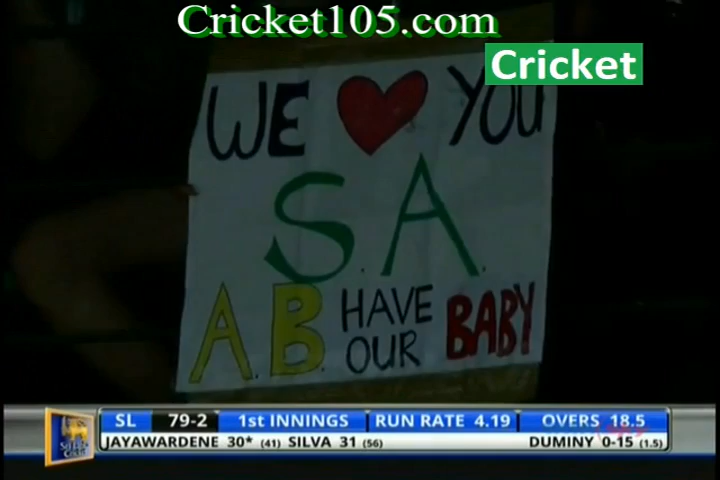 Cricket105.com
Cricket
WE ❤ YOU
S.A.
A.B. HAVE OUR BABY
SL 79-2 1st INNINGS RUN RATE 4.19 OVERS 18.5
JAYAWARDENE 30* (41) SILVA 31 (56) DUMINY 0-15 (1.5)